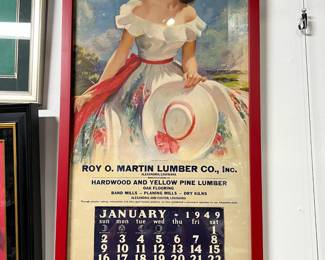 ROY O. MARTIN LUMBER CO., INC.
ALEXANDRIA, LOUISIANA
HARDWOOD AND YELLOW PINE LUMBER
OAK FLOORING
BAND MILLS - PLANING MILLS - DRY KILNS
JANUARY - 1949
sun mon tue wed thu fri sat
1
2 3 4 5 6 7 8
9 10 11 12 13 14 15
16 17 18 19 20 21 22